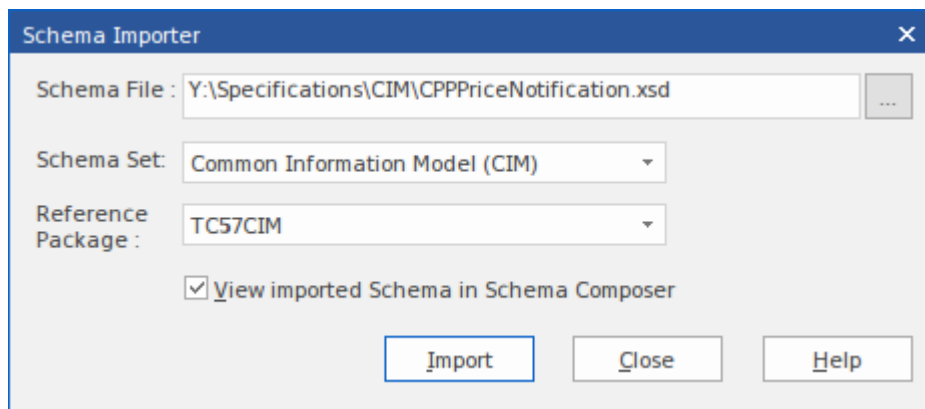 Schema Importer
Schema File : Y:\Specifications\CIM\CPPPriceNotification.xsd ...
Schema Set: Common Information Model (CIM)
Reference
Package : TC57CIM
View imported Schema in Schema Composer
Import Close Help